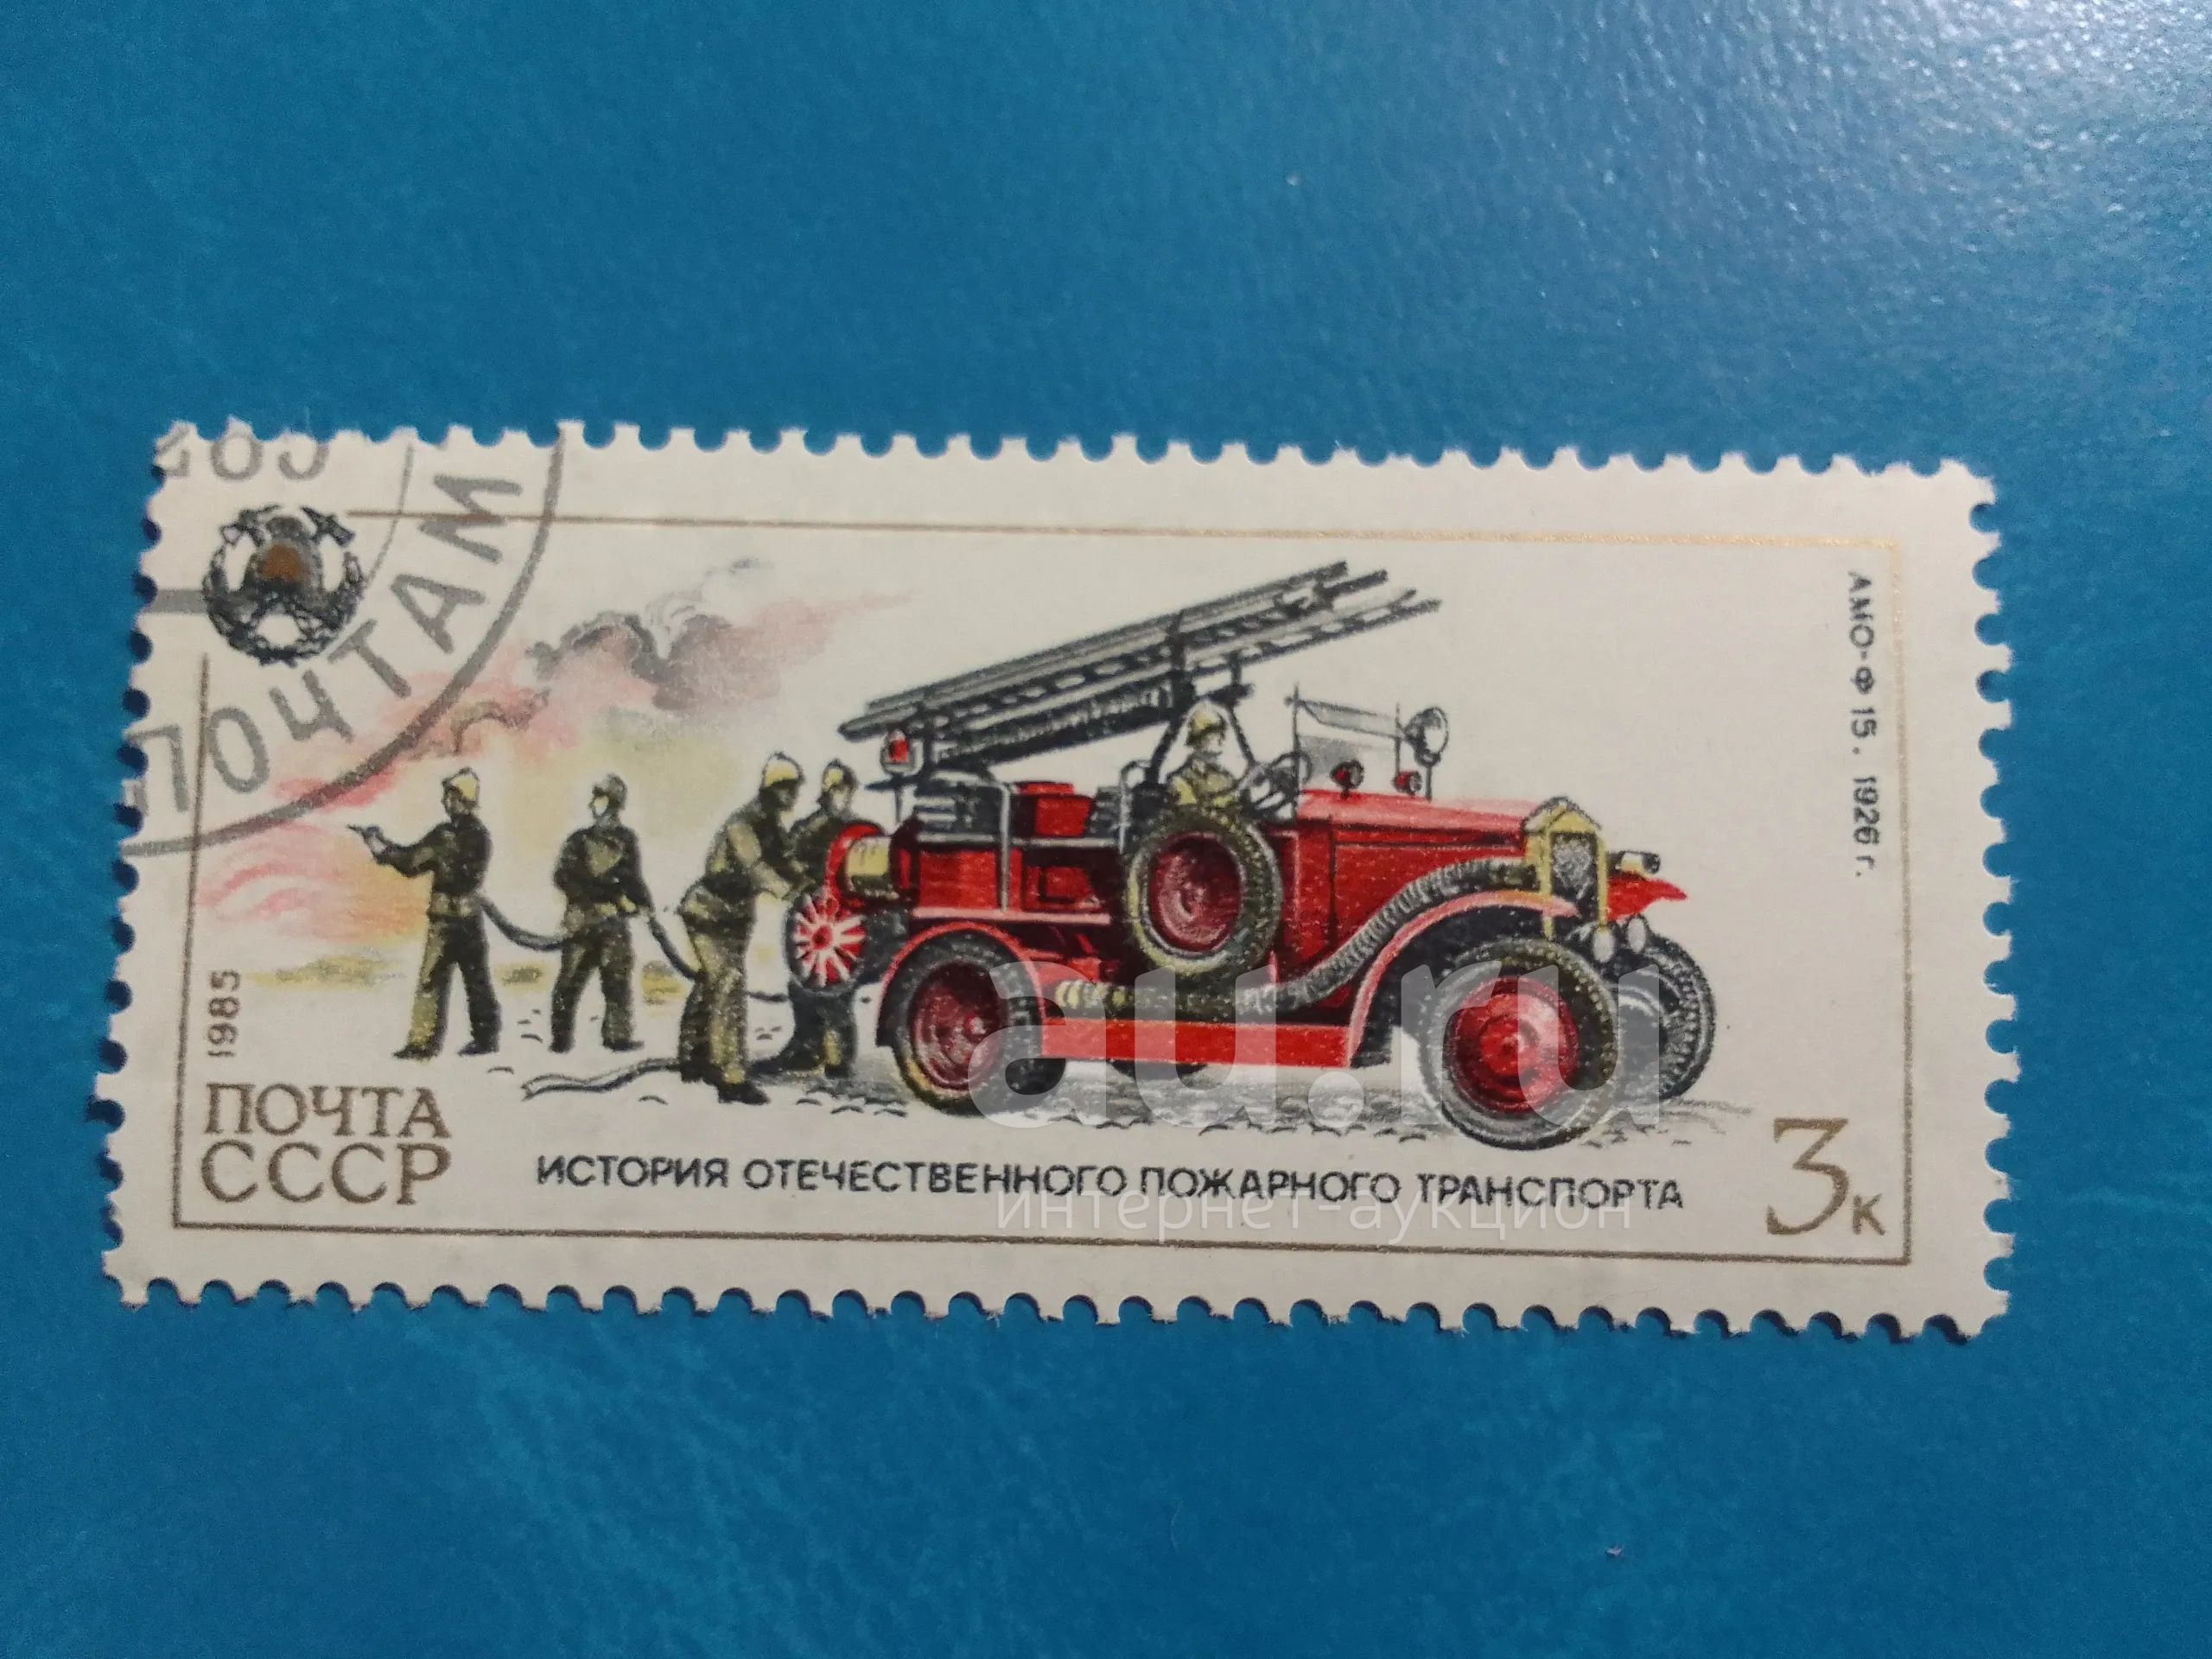 ПОЧТАМ
АМО-Ф 15. 1926 г.
1985
ПОЧТА
СССР
ИСТОРИЯ ОТЕЧЕСТВЕННОГО ПОЖАРНОГО ТРАНСПОРТА
3к
au.ru
интернет-аукцион